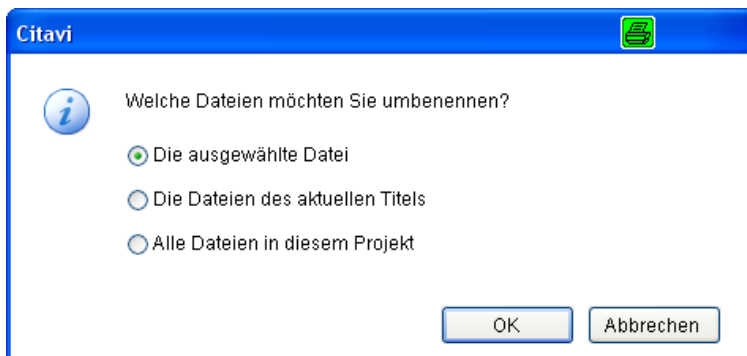 Citavi
Welche Dateien möchten Sie umbenennen?
Die ausgewählte Datei
Die Dateien des aktuellen Titels
Alle Dateien in diesem Projekt
OK Abbrechen